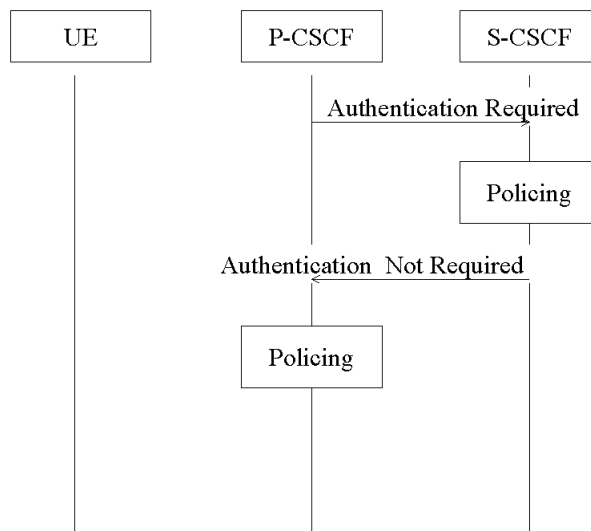 UE
P-CSCF
S-CSCF
Authentication Required
Policing
Authentication Not Required
Policing